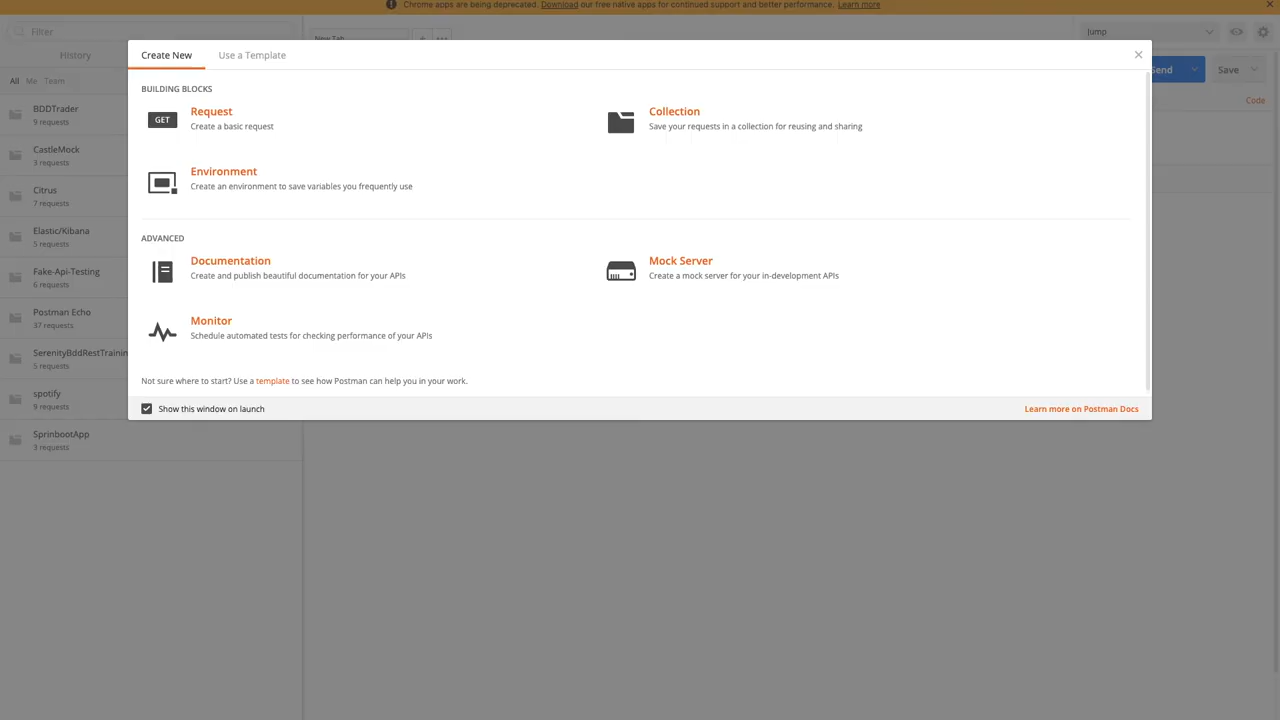 Chrome apps are being deprecated. Download our free native apps for continued support and better performance. Learn more
Filter
New Tab
Jump
History
Create New
Use a Template
Send
Save
All Me Team
BUILDING BLOCKS
Code
BDDTrader
9 requests
GET
Request
Create a basic request
Collection
Save your requests in a collection for reusing and sharing
CastleMock
3 requests
Environment
Create an environment to save variables you frequently use
Citrus
7 requests
Elastic/Kibana
5 requests
ADVANCED
Documentation
Create and publish beautiful documentation for your APIs
Mock Server
Create a mock server for your in-development APIs
Fake-Api-Testing
6 requests
Postman Echo
37 requests
Monitor
Schedule automated tests for checking performance of your APIs
SerenityBddRestTrainin
5 requests
Not sure where to start? Use a template to see how Postman can help you in your work.
spotify
9 requests
Show this window on launch
Learn more on Postman Docs
SprinbootApp
3 requests